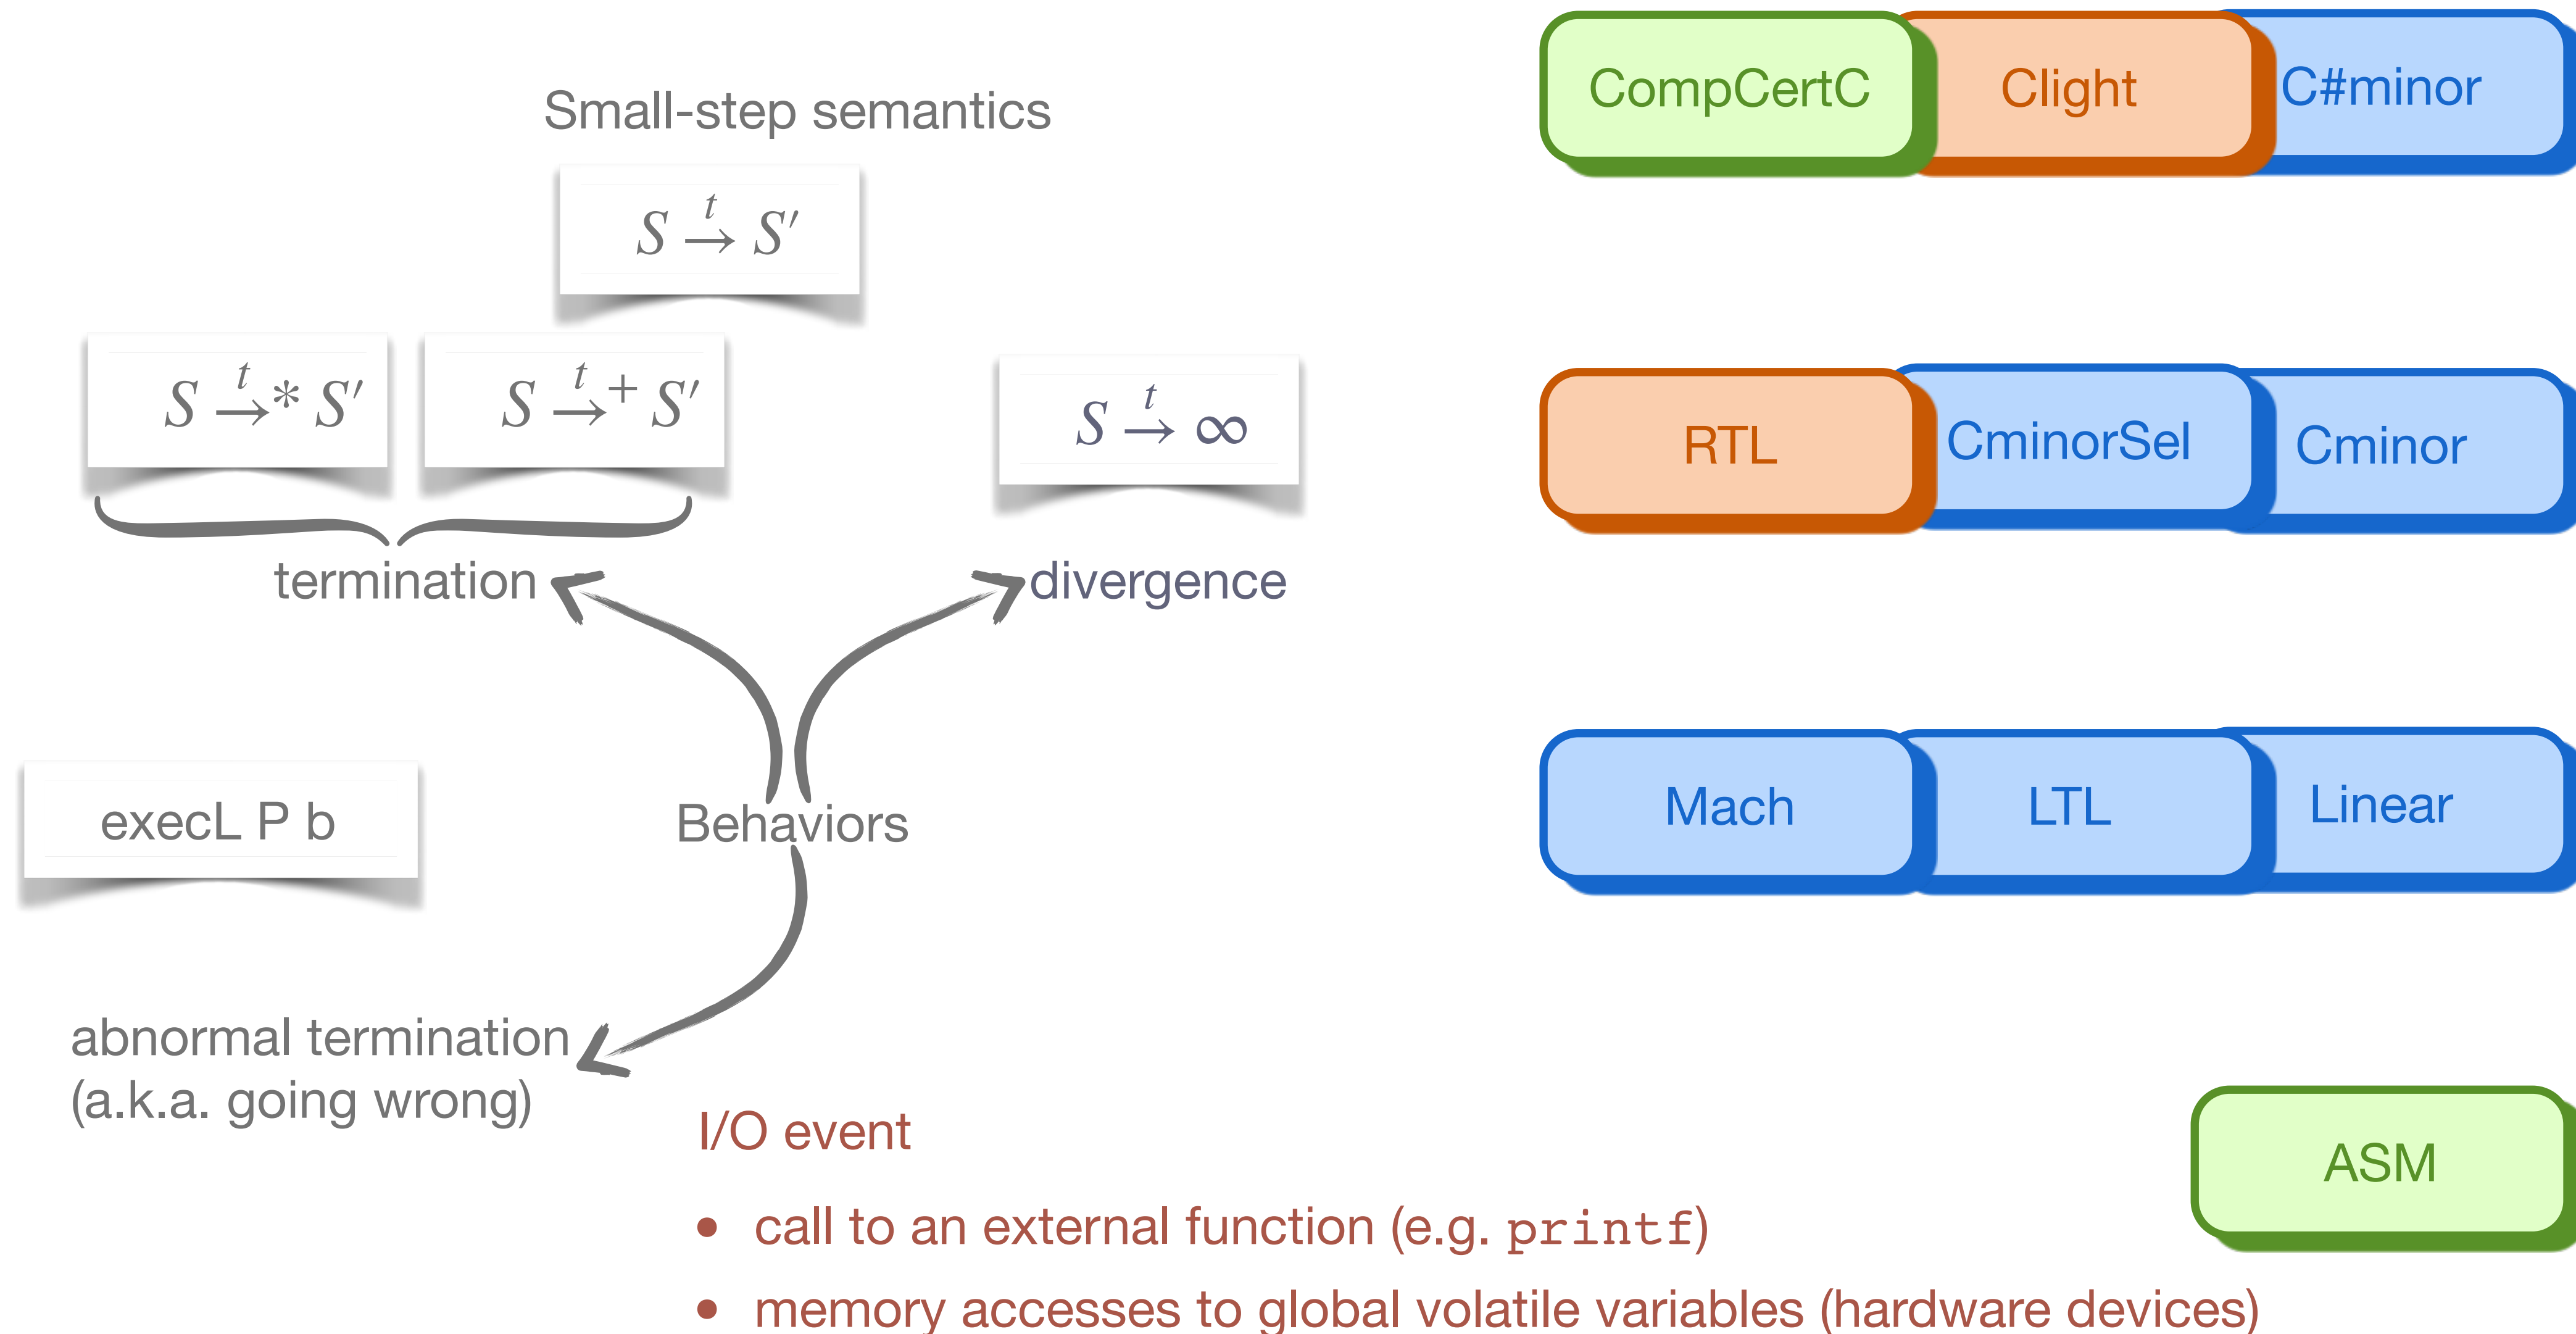 Small-step semantics
S →ᵗ S′
S →ᵗ* S′
S →ᵗ⁺ S′
S →ᵗ ∞
termination
divergence
execL P b
Behaviors
abnormal termination
(a.k.a. going wrong)
I/O event
• call to an external function (e.g. printf)
• memory accesses to global volatile variables (hardware devices)
CompCertC
Clight
C#minor
RTL
CminorSel
Cminor
Mach
LTL
Linear
ASM